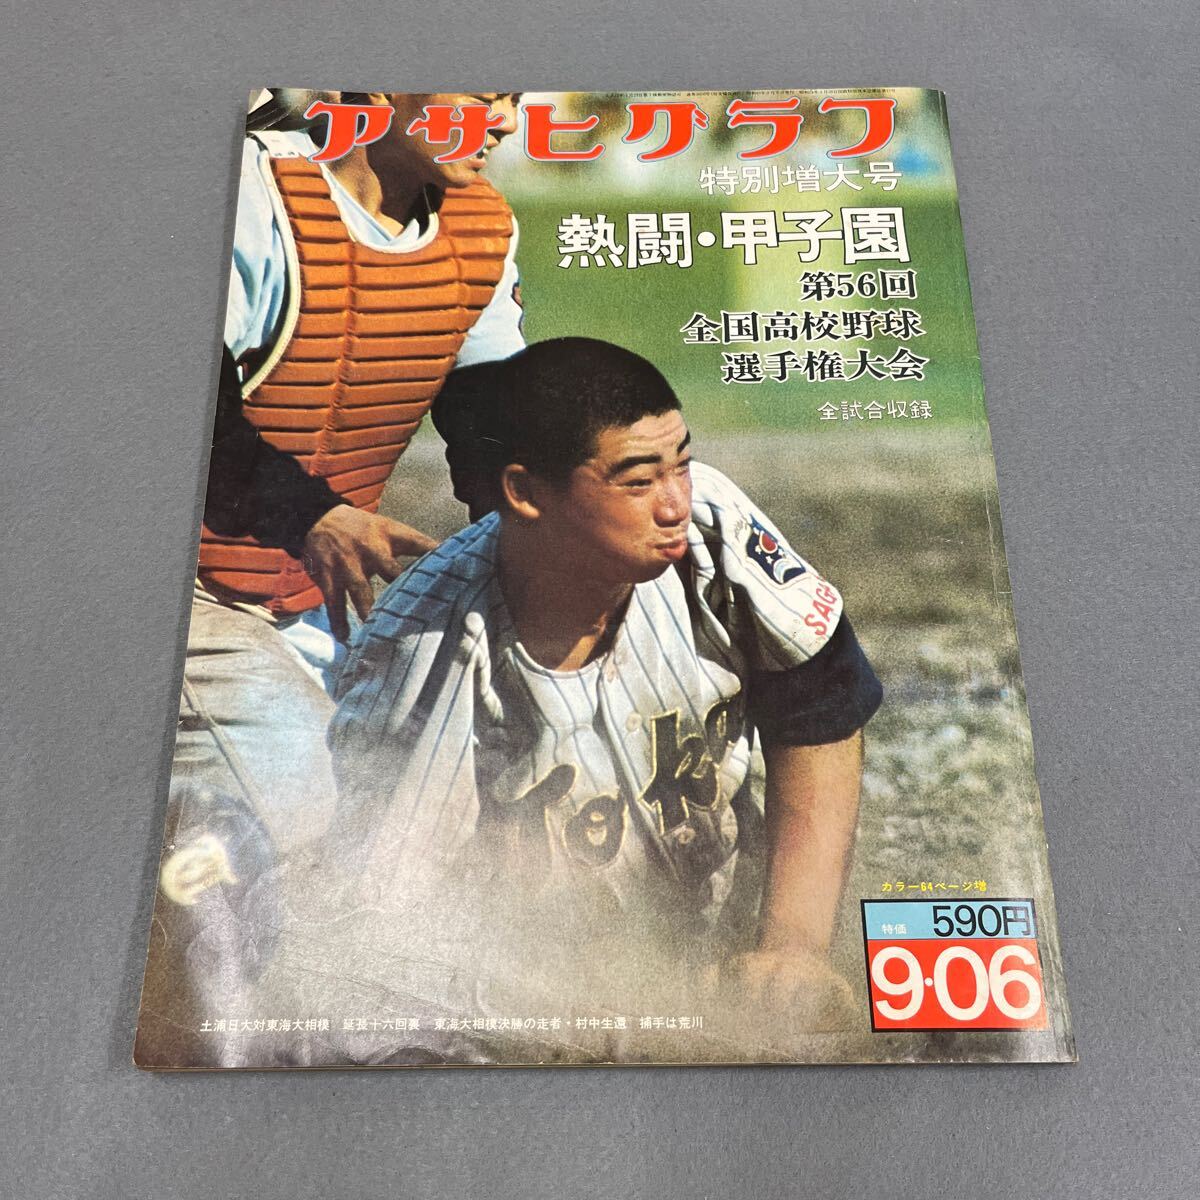 アサヒグラフ
特別増大号
熱闘・甲子園
第56回
全国高校野球
選手権大会
全試合収録
SAG
Toko
カラー64ページ増
特価 590円
9・06
土浦日大対東海大相模 延長十六回裏 東海大相模決勝の走者・村中生還 捕手は荒川